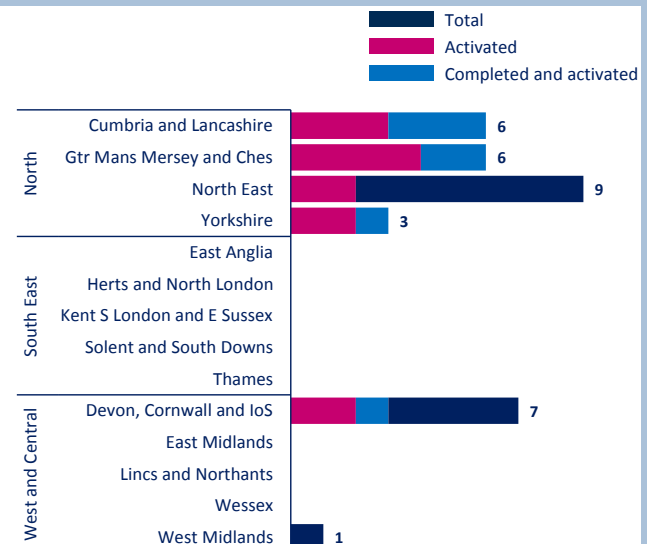 Total
Activated
Completed and activated
North
Cumbria and Lancashire 6
Gtr Mans Mersey and Ches 6
North East 9
Yorkshire 3
South East
East Anglia
Herts and North London
Kent S London and E Sussex
Solent and South Downs
Thames
West and Central
Devon, Cornwall and IoS 7
East Midlands
Lincs and Northants
Wessex
West Midlands 1